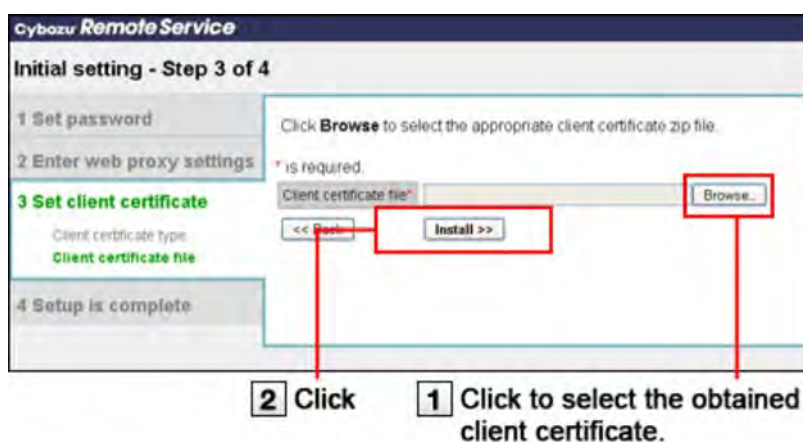 Cybozu Remote Service
Initial setting - Step 3 of 4
1 Set password
2 Enter web proxy settings
3 Set client certificate
Client certificate type
Client certificate file
4 Setup is complete
Click Browse to select the appropriate client certificate zip file.
* is required.
Client certificate file*
Browse..
<< Back
Install >>
2 Click
1 Click to select the obtained
client certificate.